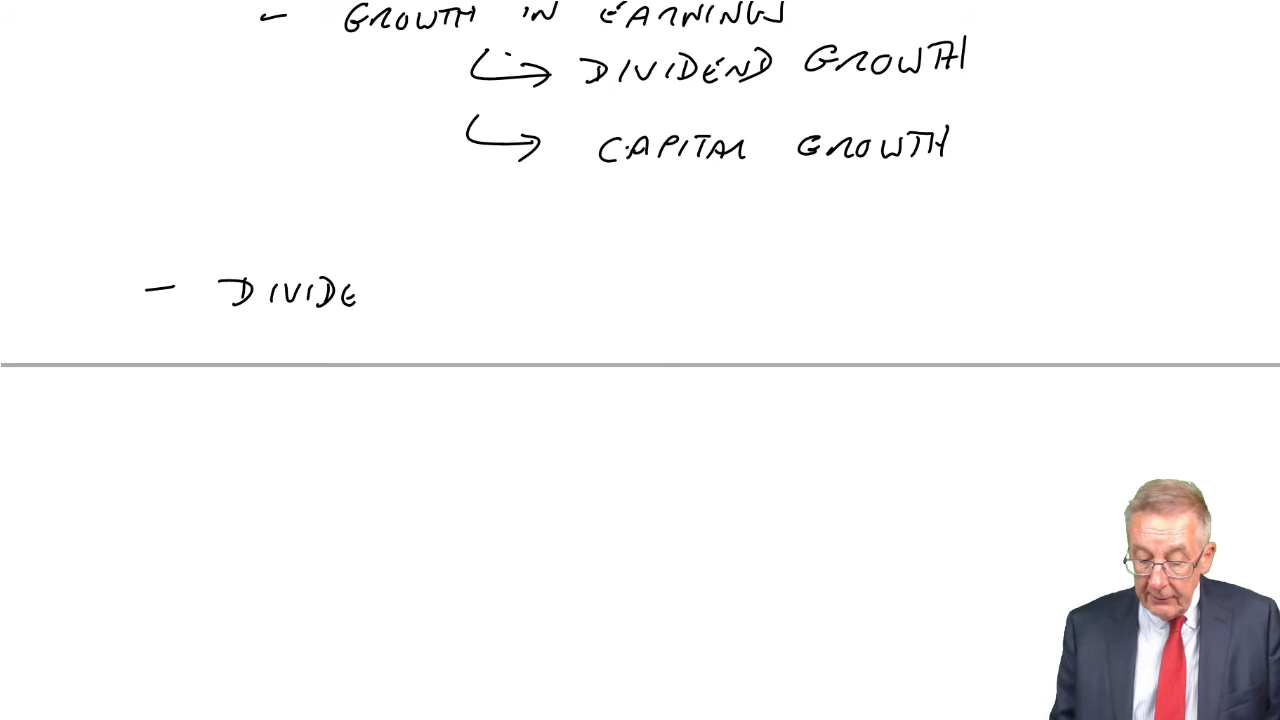 - GROWTH IN EARNINGS
↳ DIVIDEND GROWTH
↳ CAPITAL GROWTH
- DIVIDE